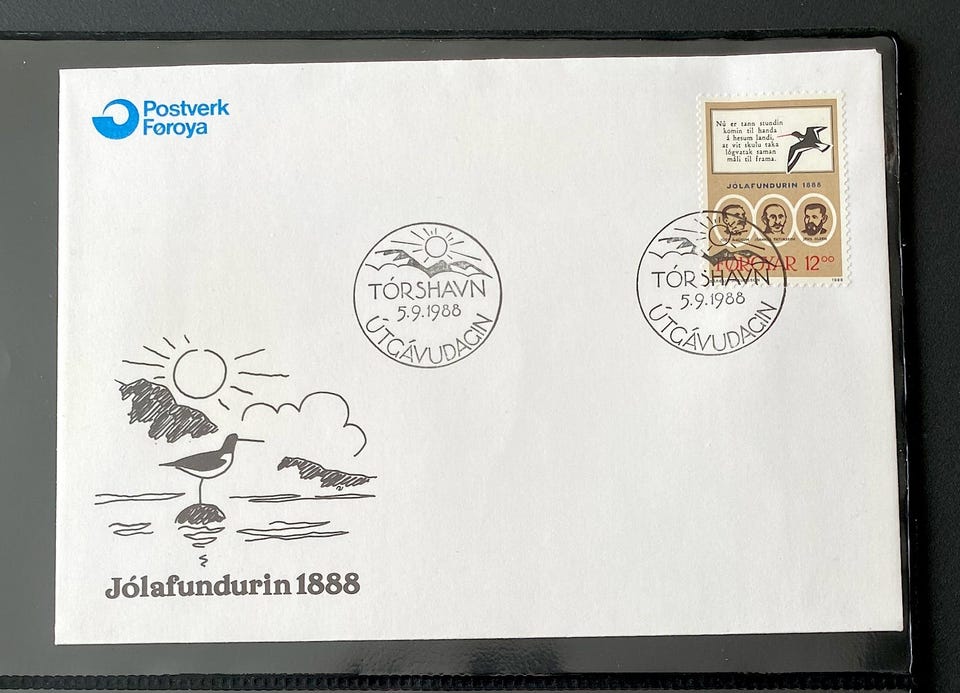 Postverk
Føroya
Nú er tann stundin
komin til handa
á hesum landi,
at vit skulu taka
lógvatak saman
máli til frama.
JÓLAFUNDURIN 1888
FØROYAR 12⁰⁰
1988
TÓRSHAVN
5.9.1988
ÚTGÁVUDAGIN
TÓRSHAVN
5.9.1988
ÚTGÁVUDAGIN
Jólafundurin 1888